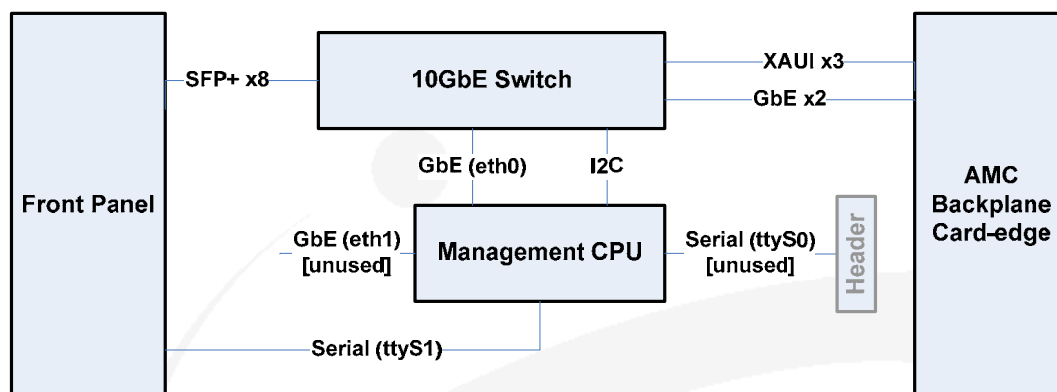 SFP+ x8
10GbE Switch
XAUI x3
GbE x2
GbE (eth0)
I2C
Front Panel
AMC
Backplane
Card-edge
GbE (eth1)
[unused]
Management CPU
Serial (ttyS0)
[unused]
Header
Serial (ttyS1)